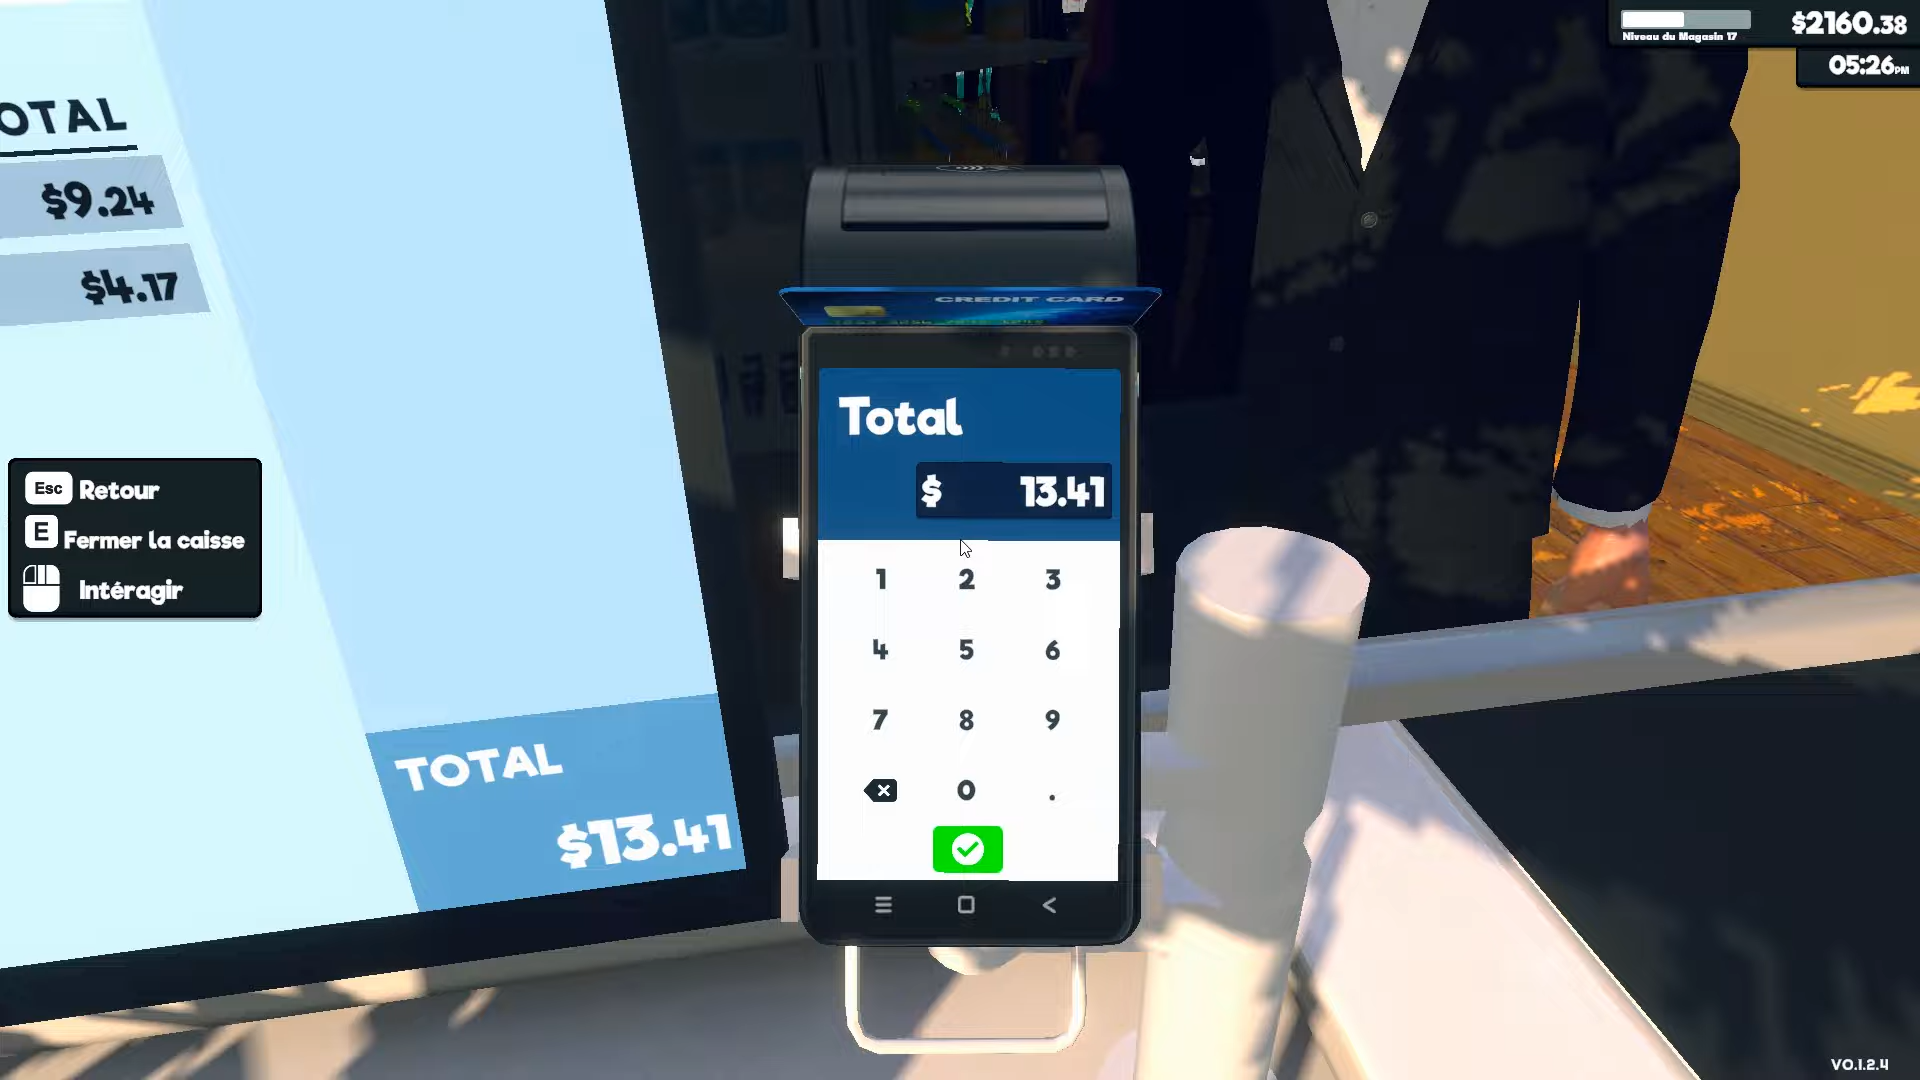 Niveau du Magasin 17
$2160.38
05:26PM
OTAL
$9.24
$4.17
TOTAL
$13.41
Esc Retour
E Fermer la caisse
Intéragir
CREDIT CARD
Total
$ 13.41
1 2 3
4 5 6
7 8 9
0 .
V0.1.2.4